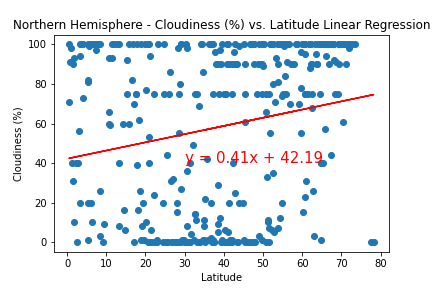 Northern Hemisphere - Cloudiness (%) vs. Latitude Linear Regression
100
80
60
40
20
0
Cloudiness (%)
y = 0.41x + 42.19
0 10 20 30 40 50 60 70 80
Latitude